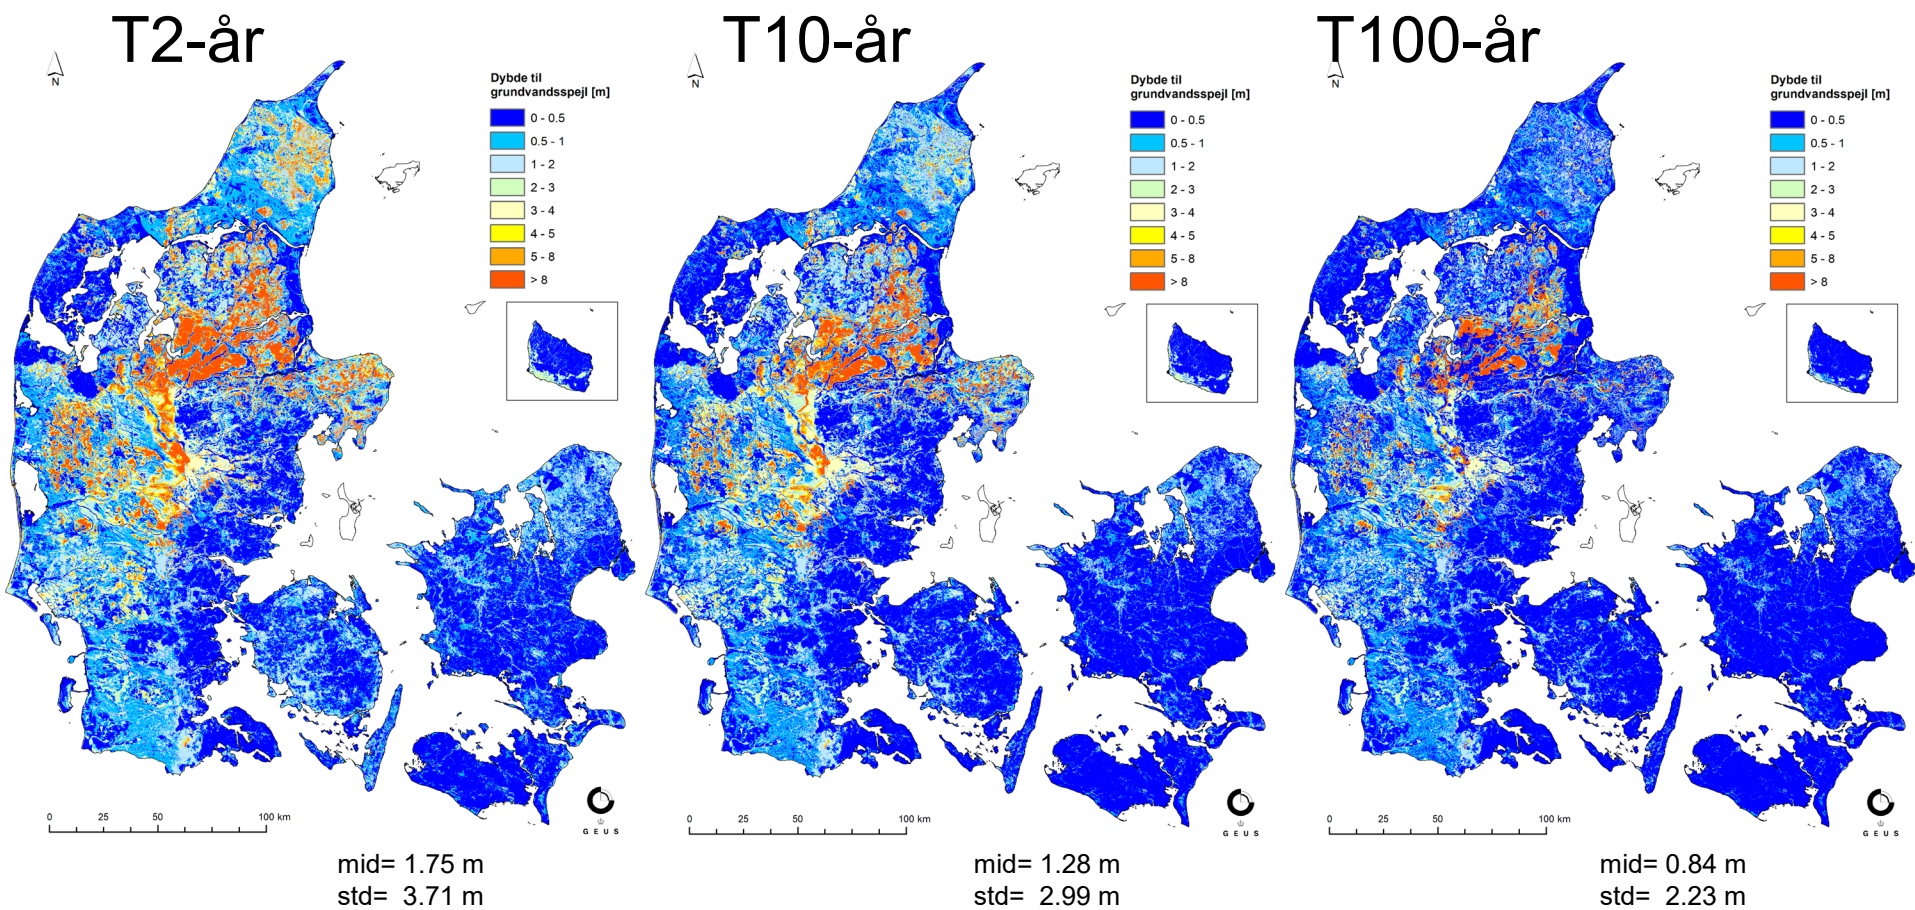 T2-år
N
Dybde til
grundvandsspejl [m]
0 - 0.5
0.5 - 1
1 - 2
2 - 3
3 - 4
4 - 5
5 - 8
> 8
0 25 50 100 km
G E U S
mid= 1.75 m
std= 3.71 m
T10-år
N
Dybde til
grundvandsspejl [m]
0 - 0.5
0.5 - 1
1 - 2
2 - 3
3 - 4
4 - 5
5 - 8
> 8
0 25 50 100 km
G E U S
mid= 1.28 m
std= 2.99 m
T100-år
N
Dybde til
grundvandsspejl [m]
0 - 0.5
0.5 - 1
1 - 2
2 - 3
3 - 4
4 - 5
5 - 8
> 8
0 25 50 100 km
G E U S
mid= 0.84 m
std= 2.23 m